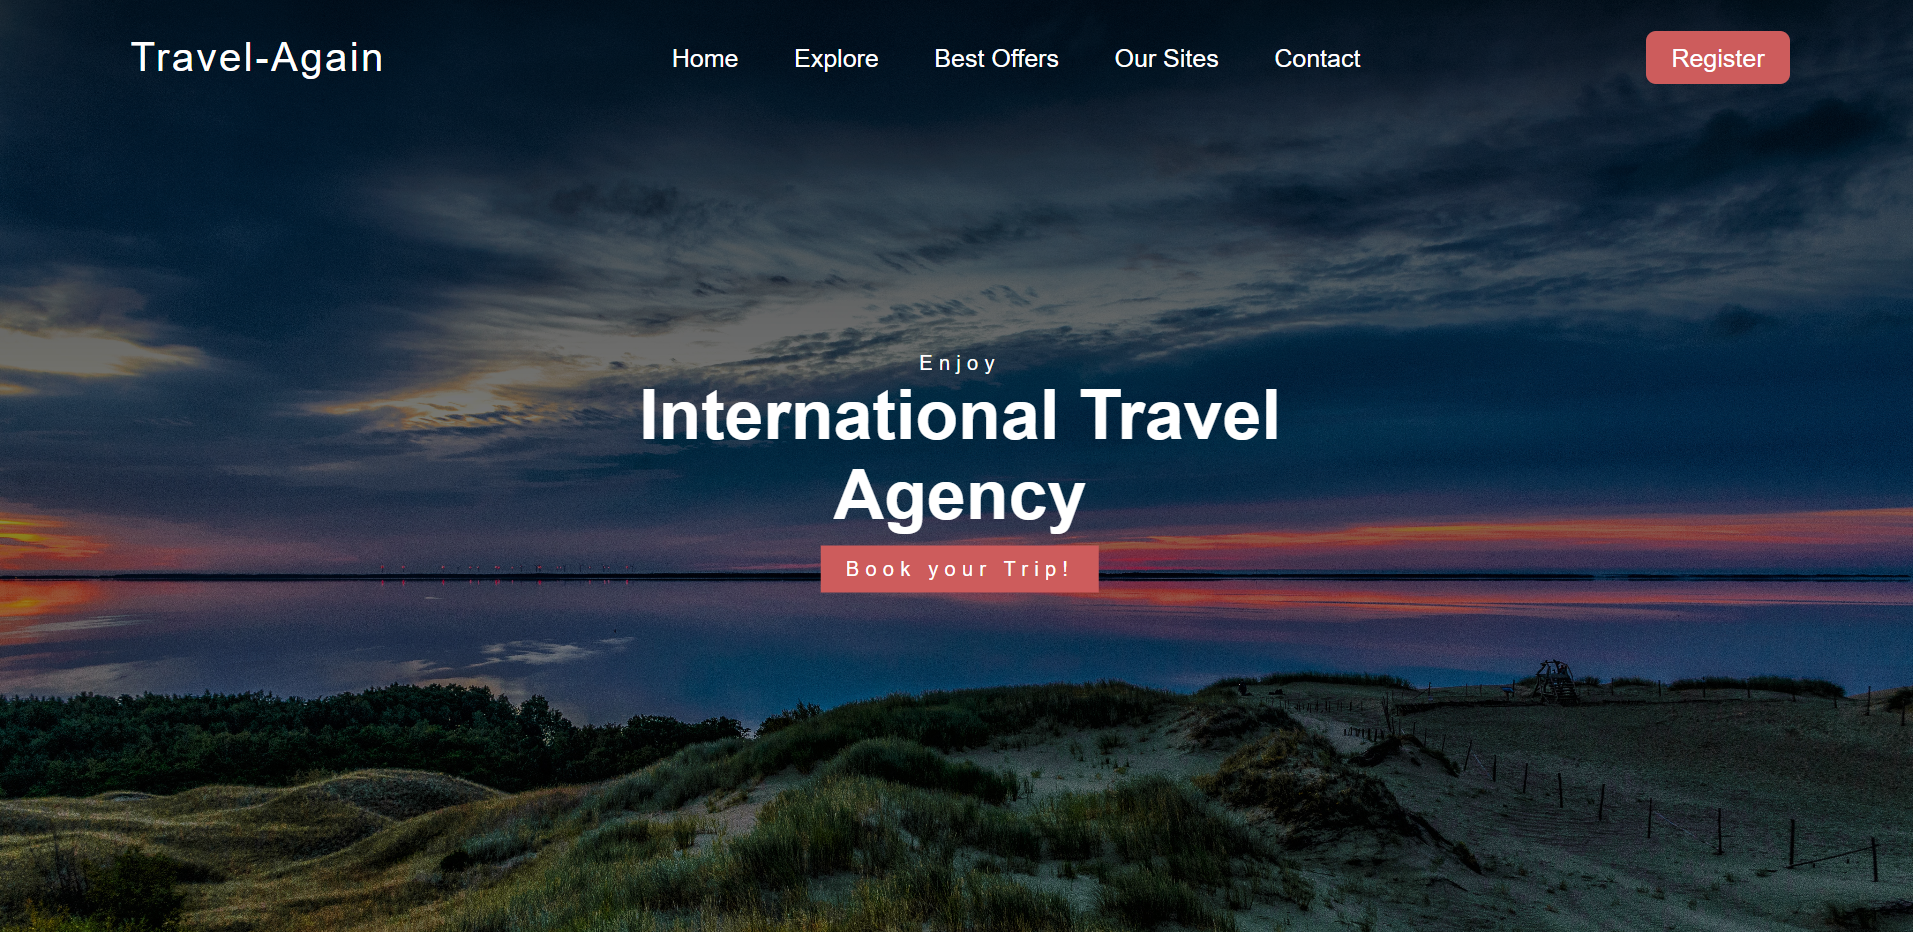 Travel-Again
Home Explore Best Offers Our Sites Contact
Register
Enjoy
International Travel
Agency
Book your Trip!